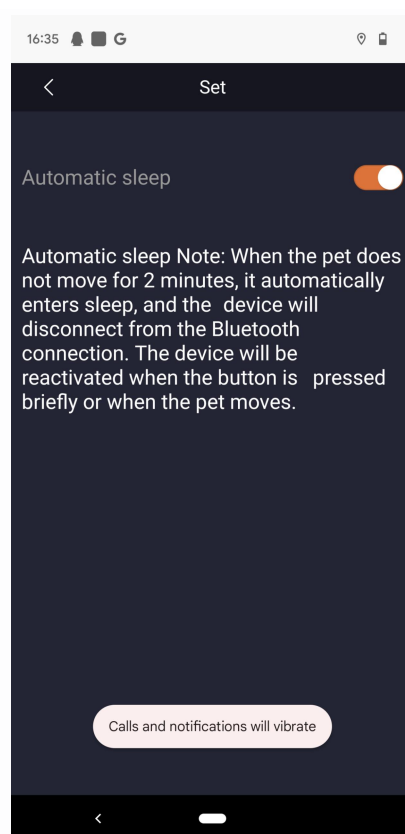 16:35 G
Set
Automatic sleep
Automatic sleep Note: When the pet does
not move for 2 minutes, it automatically
enters sleep, and the device will
disconnect from the Bluetooth
connection. The device will be
reactivated when the button is pressed
briefly or when the pet moves.
Calls and notifications will vibrate